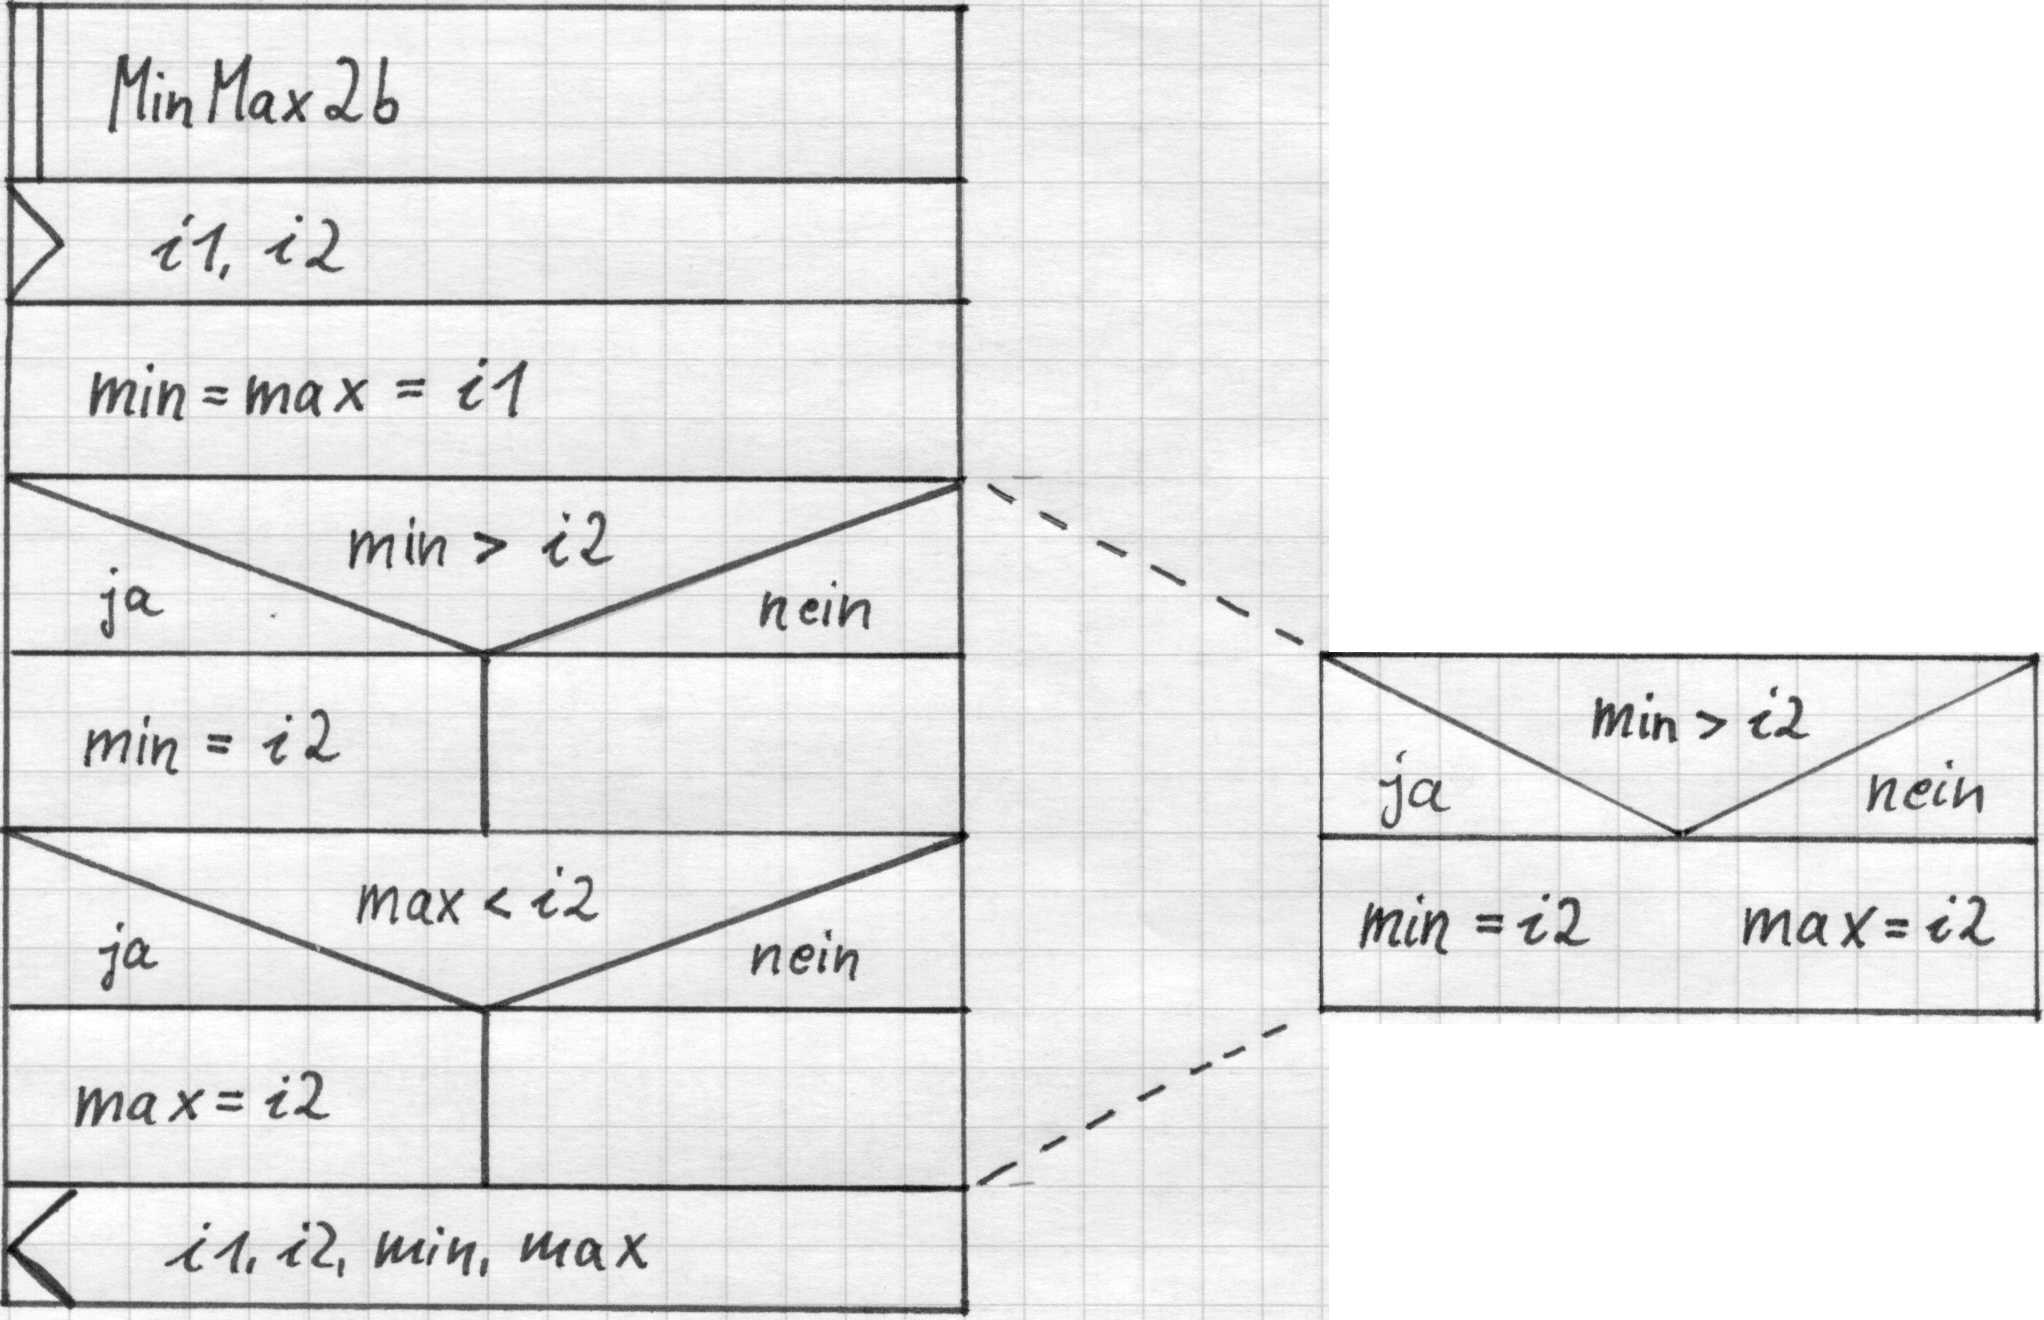 MinMax2b
i1, i2
min = max = i1
min > i2
ja
nein
min = i2
max < i2
ja
nein
max = i2
i1, i2, min, max
min > i2
ja
nein
min = i2
max = i2